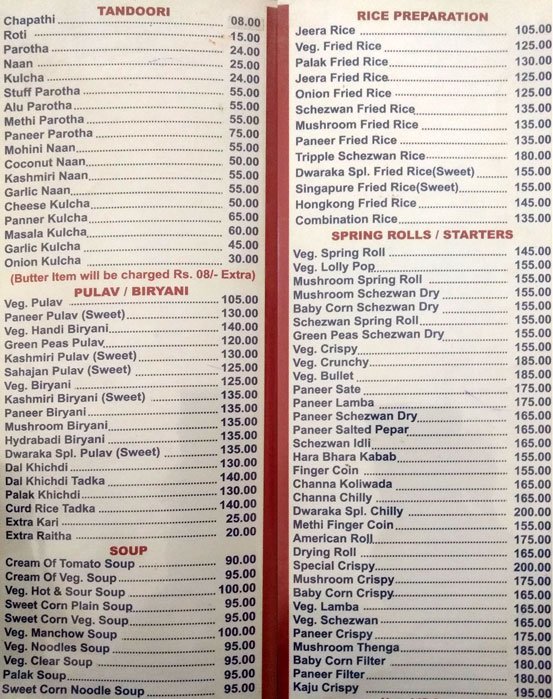 TANDOORI
Chapathi 08.00
Roti 15.00
Parotha 24.00
Naan 25.00
Kulcha 24.00
Stuff Parotha 55.00
Alu Parotha 55.00
Methi Parotha 55.00
Paneer Parotha 75.00
Mohini Naan 55.00
Coconut Naan 50.00
Kashmiri Naan 55.00
Garlic Naan 55.00
Cheese Kulcha 50.00
Panner Kulcha 65.00
Masala Kulcha 60.00
Garlic Kulcha 45.00
Onion Kulcha 30.00
(Butter Item will be charged Rs. 08/- Extra)
PULAV / BIRYANI
Veg. Pulav 105.00
Paneer Pulav (Sweet) 130.00
Veg. Handi Biryani 140.00
Green Peas Pulav 120.00
Kashmiri Pulav (Sweet) 130.00
Sahajan Pulav (Sweet) 125.00
Veg. Biryani 125.00
Kashmiri Biryani (Sweet) 135.00
Paneer Biryani 135.00
Mushroom Biryani 135.00
Hydrabadi Biryani 135.00
Dwaraka Spl. Pulav (Sweet) 135.00
Dal Khichdi 130.00
Dal Khichdi Tadka 140.00
Palak Khichdi 130.00
Curd Rice Tadka 140.00
Extra Kari 25.00
Extra Raitha 20.00
SOUP
Cream Of Tomato Soup 90.00
Cream Of Veg. Soup 95.00
Veg. Hot & Sour Soup 100.00
Sweet Corn Plain Soup 95.00
Sweet Corn Veg. Soup 95.00
Veg. Manchow Soup 100.00
Veg. Noodles Soup 95.00
Veg. Clear Soup 95.00
Palak Soup 95.00
Sweet Corn Noodle Soup 95.00
RICE PREPARATION
Jeera Rice 105.00
Veg. Fried Rice 125.00
Palak Fried Rice 130.00
Jeera Fried Rice 125.00
Onion Fried Rice 125.00
Schezwan Fried Rice 135.00
Mushroom Fried Rice 135.00
Paneer Fried Rice 135.00
Tripple Schezwan Rice 180.00
Dwaraka Spl. Fried Rice(Sweet) 155.00
Singapure Fried Rice(Sweet) 155.00
Hongkong Fried Rice 145.00
Combination Rice 135.00
SPRING ROLLS / STARTERS
Veg. Spring Roll 145.00
Veg. Lolly Pop 155.00
Mushroom Spring Roll 155.00
Mushroom Schezwan Dry 155.00
Baby Corn Schezwan Dry 155.00
Schezwan Spring Roll 155.00
Green Peas Schezwan Dry 155.00
Veg. Crispy 155.00
Veg. Crunchy 185.00
Veg. Bullet 185.00
Paneer Sate 175.00
Paneer Lamba 175.00
Paneer Schezwan Dry 165.00
Paneer Salted Pepar 165.00
Schezwan Idli 165.00
Hara Bhara Kabab 155.00
Finger Coin 155.00
Channa Koliwada 165.00
Channa Chilly 165.00
Dwaraka Spl. Chilly 200.00
Methi Finger Coin 155.00
American Roll 175.00
Drying Roll 165.00
Special Crispy 200.00
Mushroom Crispy 175.00
Baby Corn Crispy 165.00
Veg. Lamba 165.00
Veg. Schezwan 165.00
Paneer Crispy 175.00
Mushroom Thenga 185.00
Baby Corn Filter 180.00
Paneer Filter 180.00
Kaju Crispy 195.00